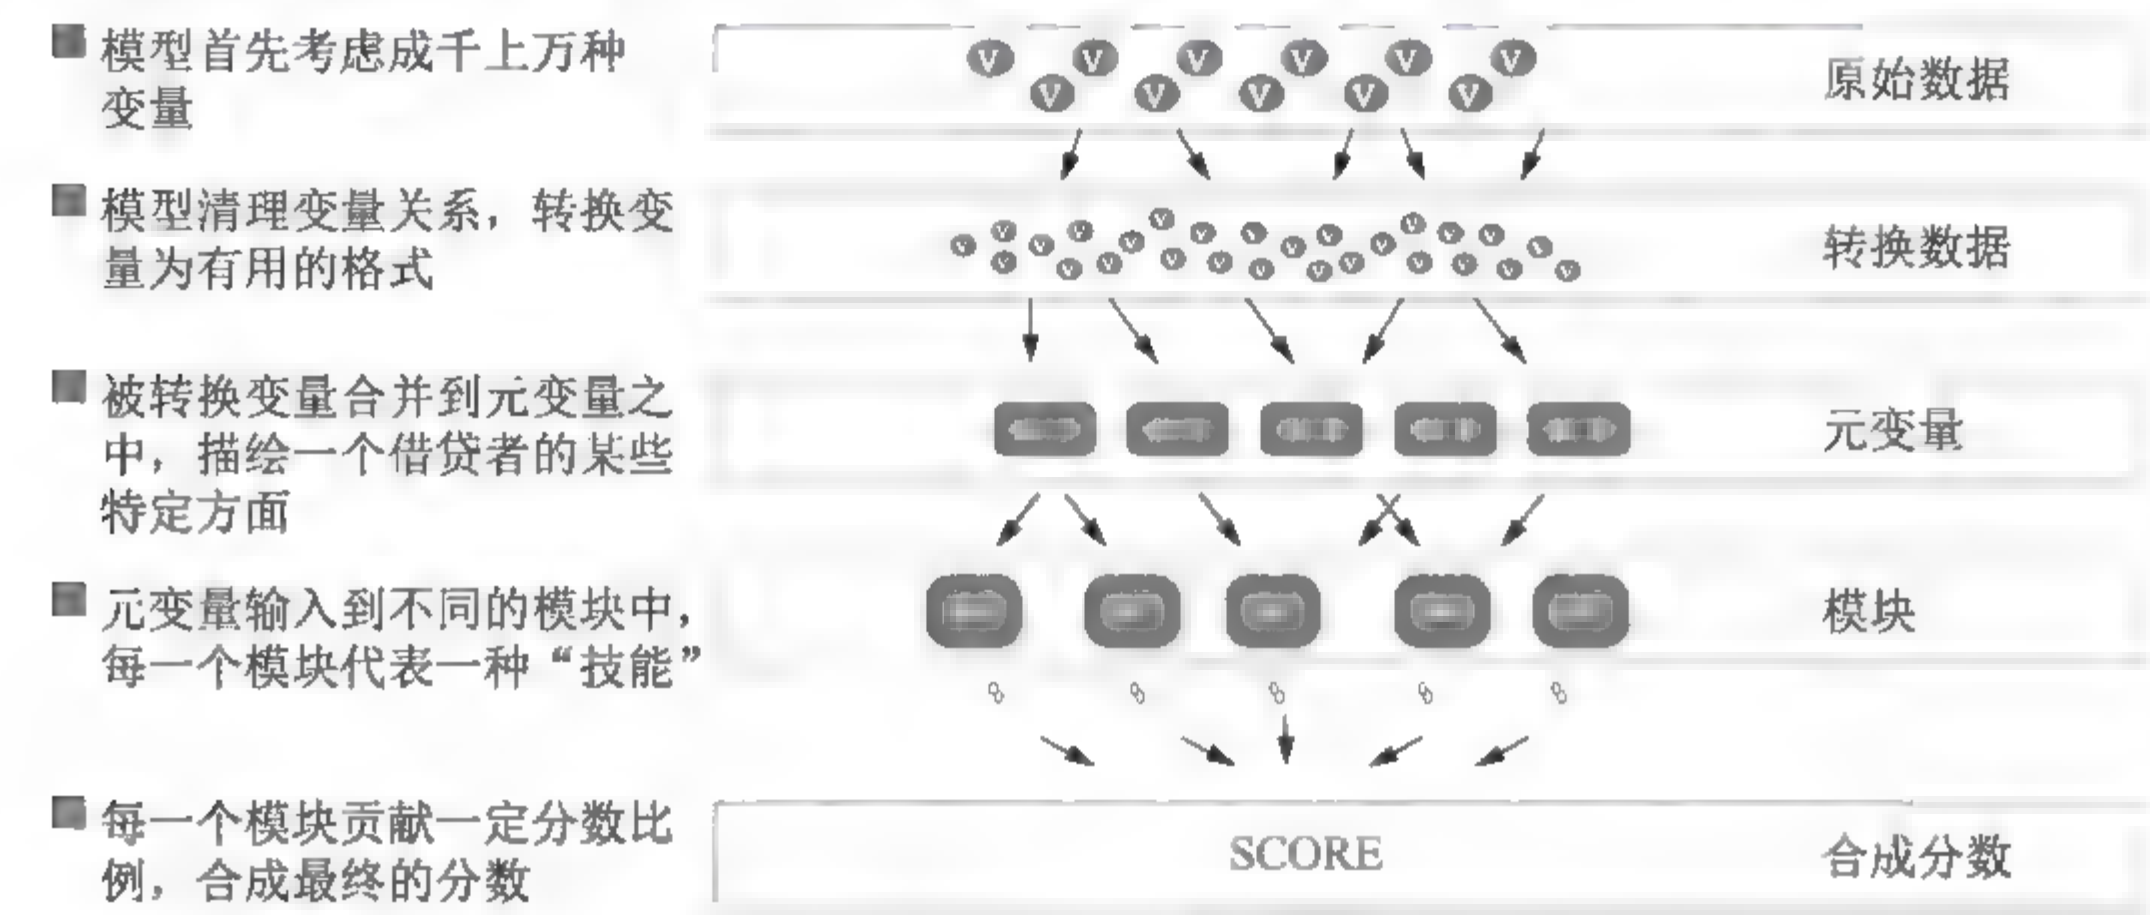 模型首先考虑成千上万种
变量
V V V V V V
V V V V V
原始数据
模型清理变量关系，转换变
量为有用的格式
转换数据
被转换变量合并到元变量之
中，描绘一个借贷者的某些
特定方面
元变量
元变量输入到不同的模块中，
每一个模块代表一种“技能”
模块
每一个模块贡献一定分数比
例，合成最终的分数
SCORE
合成分数